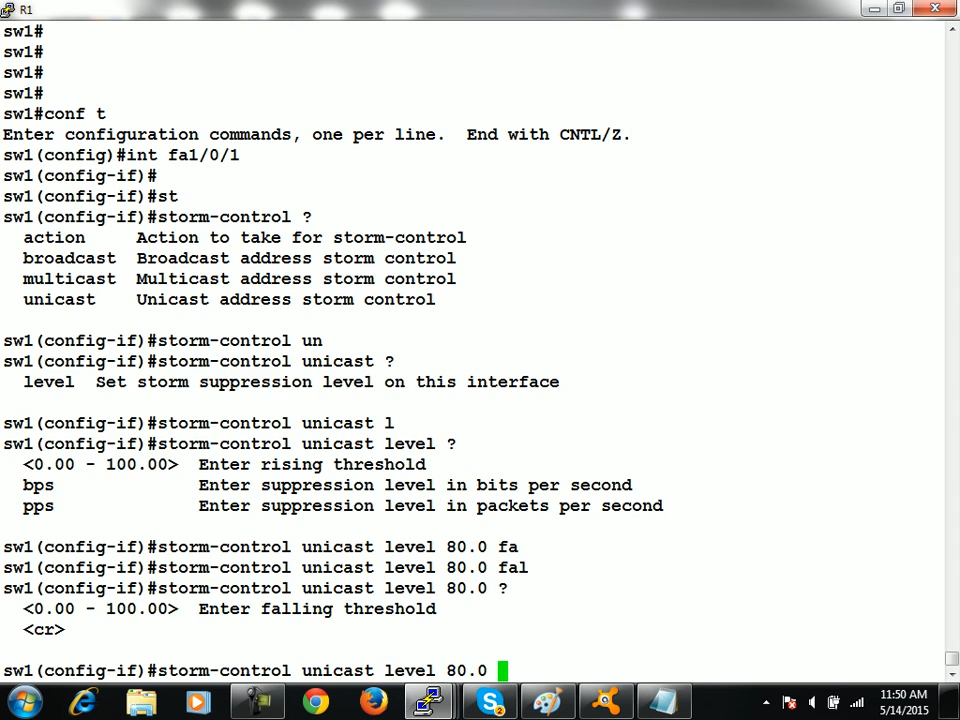 R1
sw1#
sw1#
sw1#
sw1#
sw1#conf t
Enter configuration commands, one per line.  End with CNTL/Z.
sw1(config)#int fa1/0/1
sw1(config-if)#
sw1(config-if)#st
sw1(config-if)#storm-control ?
  action     Action to take for storm-control
  broadcast  Broadcast address storm control
  multicast  Multicast address storm control
  unicast    Unicast address storm control
sw1(config-if)#storm-control un
sw1(config-if)#storm-control unicast ?
  level  Set storm suppression level on this interface
sw1(config-if)#storm-control unicast l
sw1(config-if)#storm-control unicast level ?
  <0.00 - 100.00>  Enter rising threshold
  bps              Enter suppression level in bits per second
  pps              Enter suppression level in packets per second
sw1(config-if)#storm-control unicast level 80.0 fa
sw1(config-if)#storm-control unicast level 80.0 fal
sw1(config-if)#storm-control unicast level 80.0 ?
  <0.00 - 100.00>  Enter falling threshold
  <cr>
sw1(config-if)#storm-control unicast level 80.0
2
11:50 AM
5/14/2015